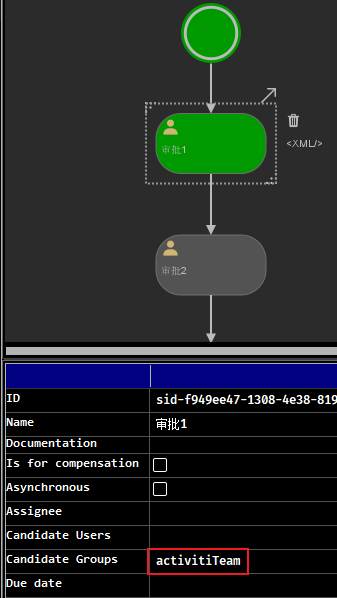 审批1
<XML/>
审批2
ID sid-f949ee47-1308-4e38-819
Name 审批1
Documentation
Is for compensation
Asynchronous
Assignee
Candidate Users
Candidate Groups activitiTeam
Due date